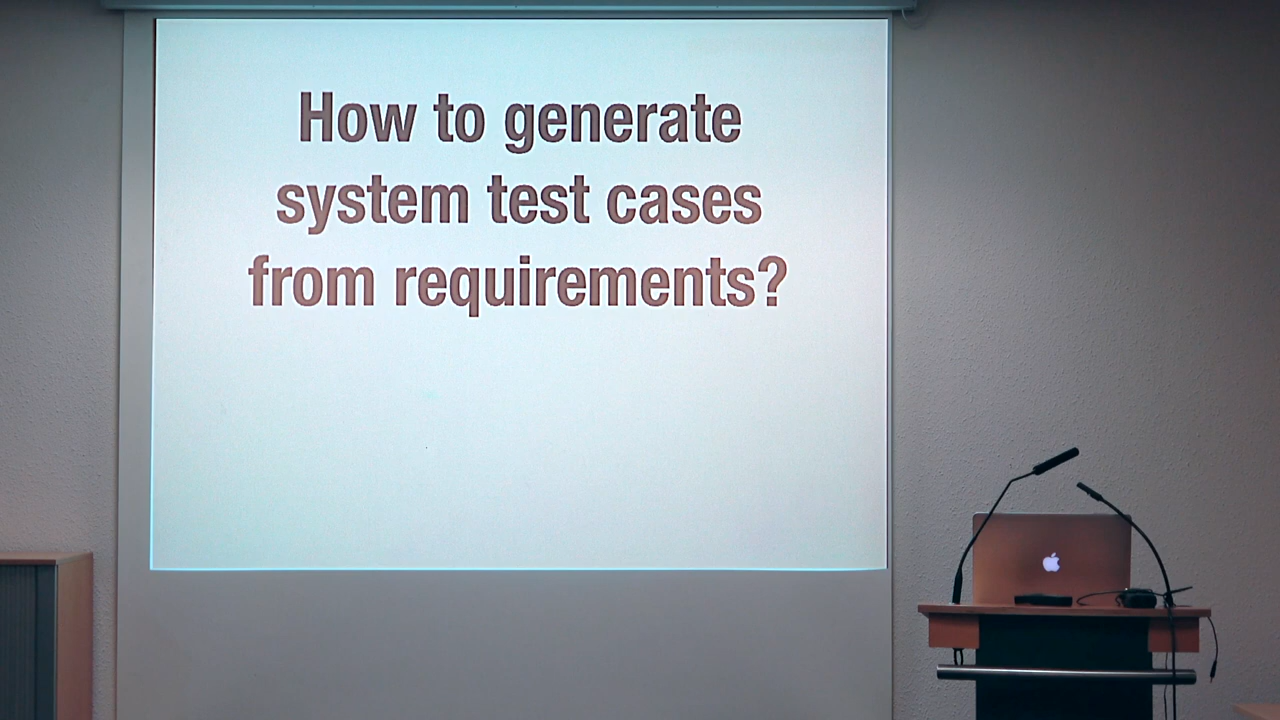 How to generate
system test cases
from requirements?